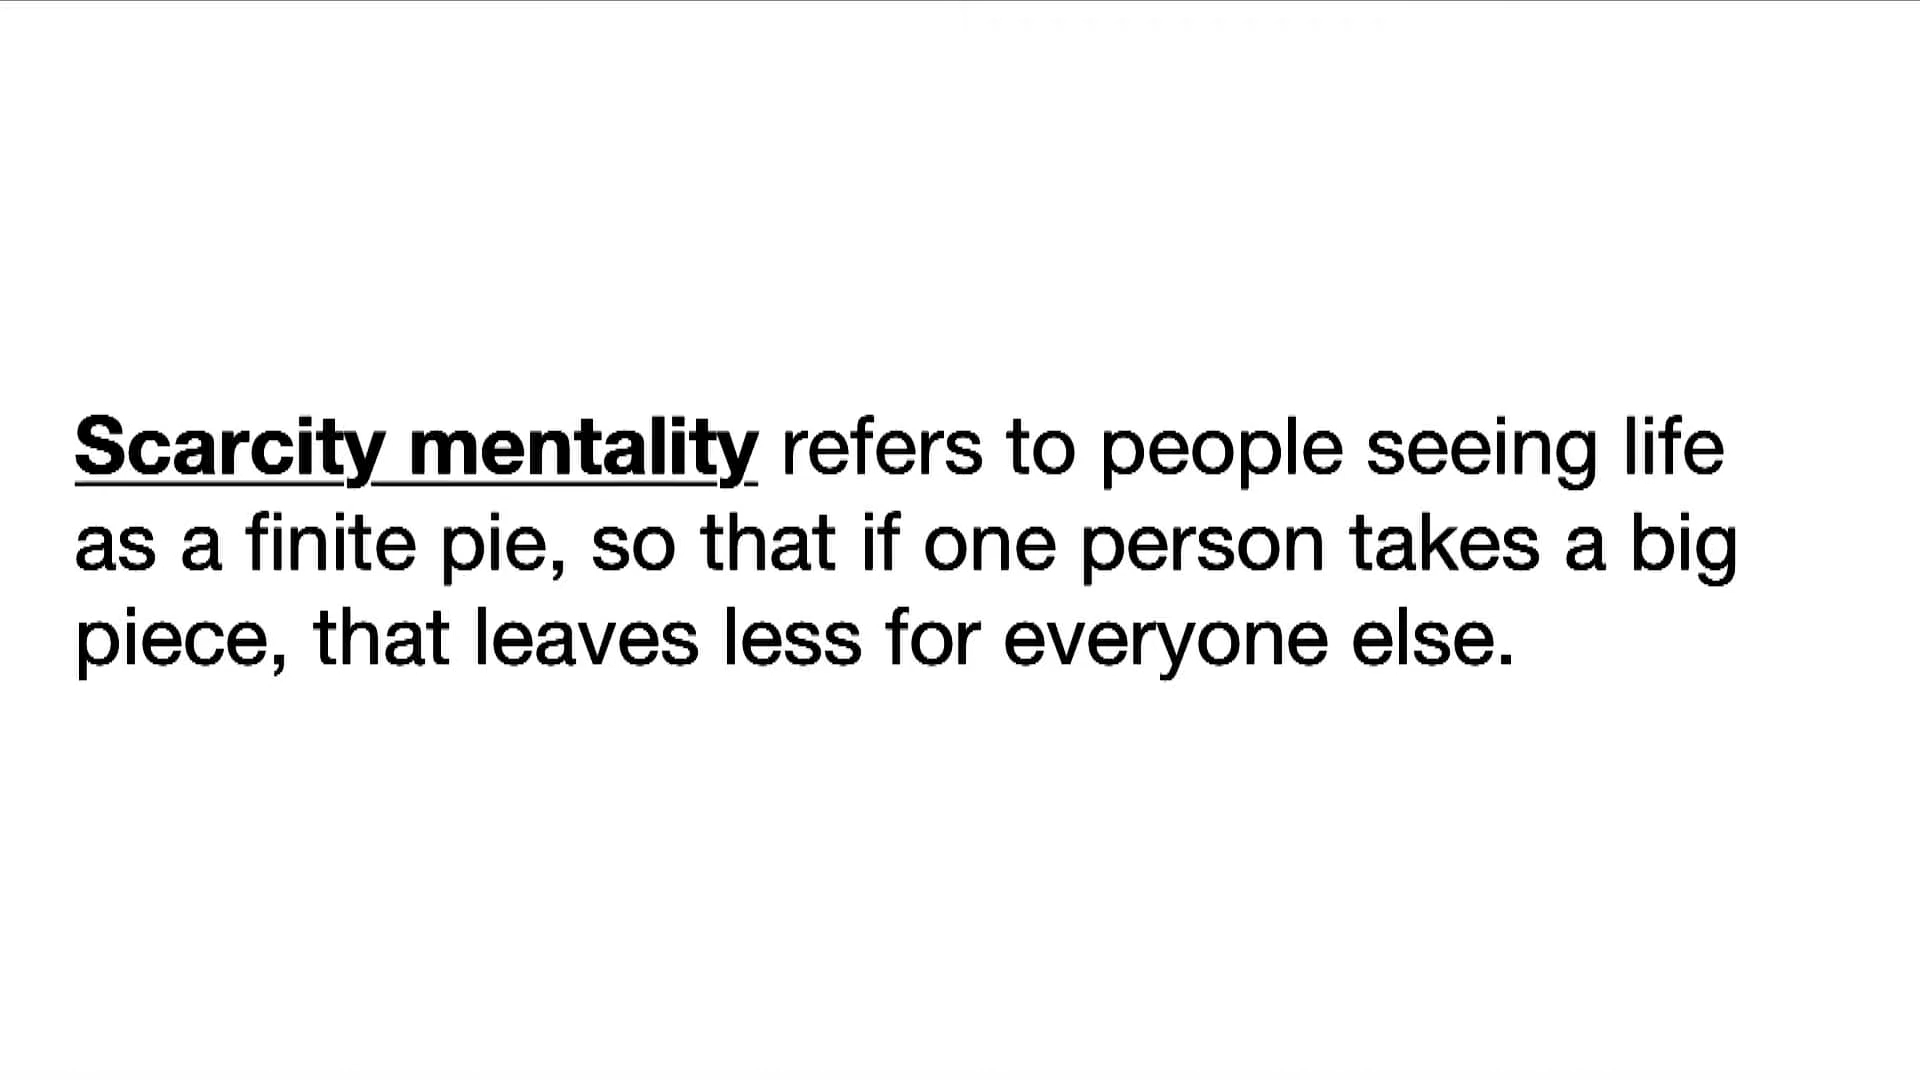 Scarcity mentality refers to people seeing life
as a finite pie, so that if one person takes a big
piece, that leaves less for everyone else.